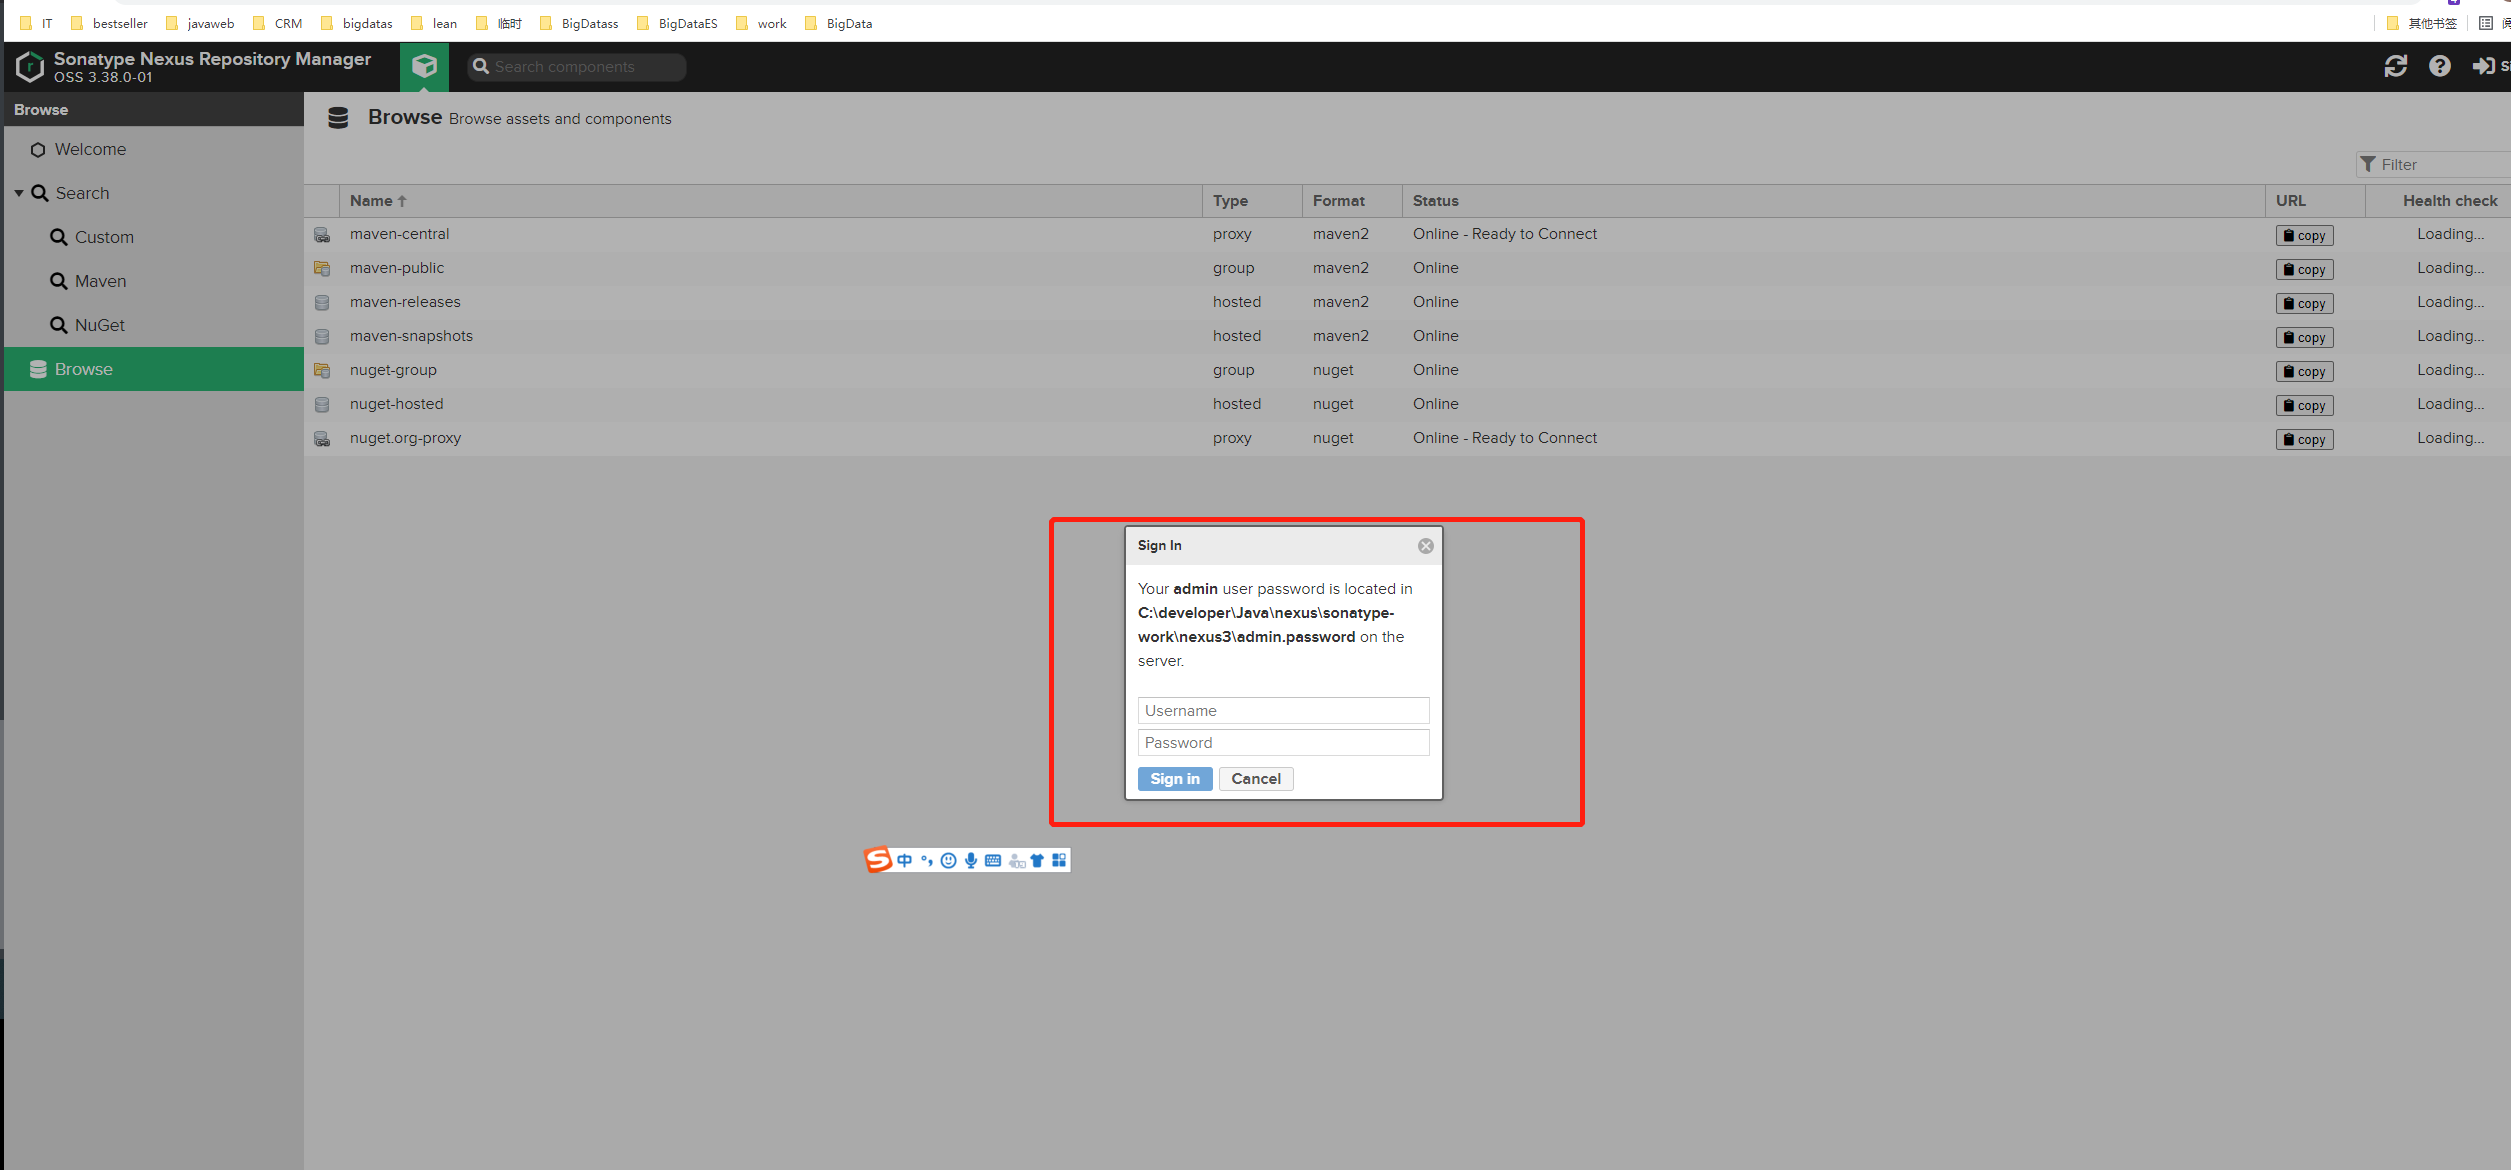 IT bestseller javaweb CRM bigdatas lean 临时 BigDatass BigDataES work BigData 其他书签
Sonatype Nexus Repository Manager
OSS 3.38.0-01
Search components
Browse
Welcome
Search
Custom
Maven
NuGet
Browse
Browse Browse assets and components
Filter
Name Type Format Status URL Health check
maven-central proxy maven2 Online - Ready to Connect copy Loading...
maven-public group maven2 Online copy Loading...
maven-releases hosted maven2 Online copy Loading...
maven-snapshots hosted maven2 Online copy Loading...
nuget-group group nuget Online copy Loading...
nuget-hosted hosted nuget Online copy Loading...
nuget.org-proxy proxy nuget Online - Ready to Connect copy Loading...
Sign In
Your admin user password is located in
C:\developer\Java\nexus\sonatype-
work\nexus3\admin.password on the
server.
Username
Password
Sign in Cancel
中